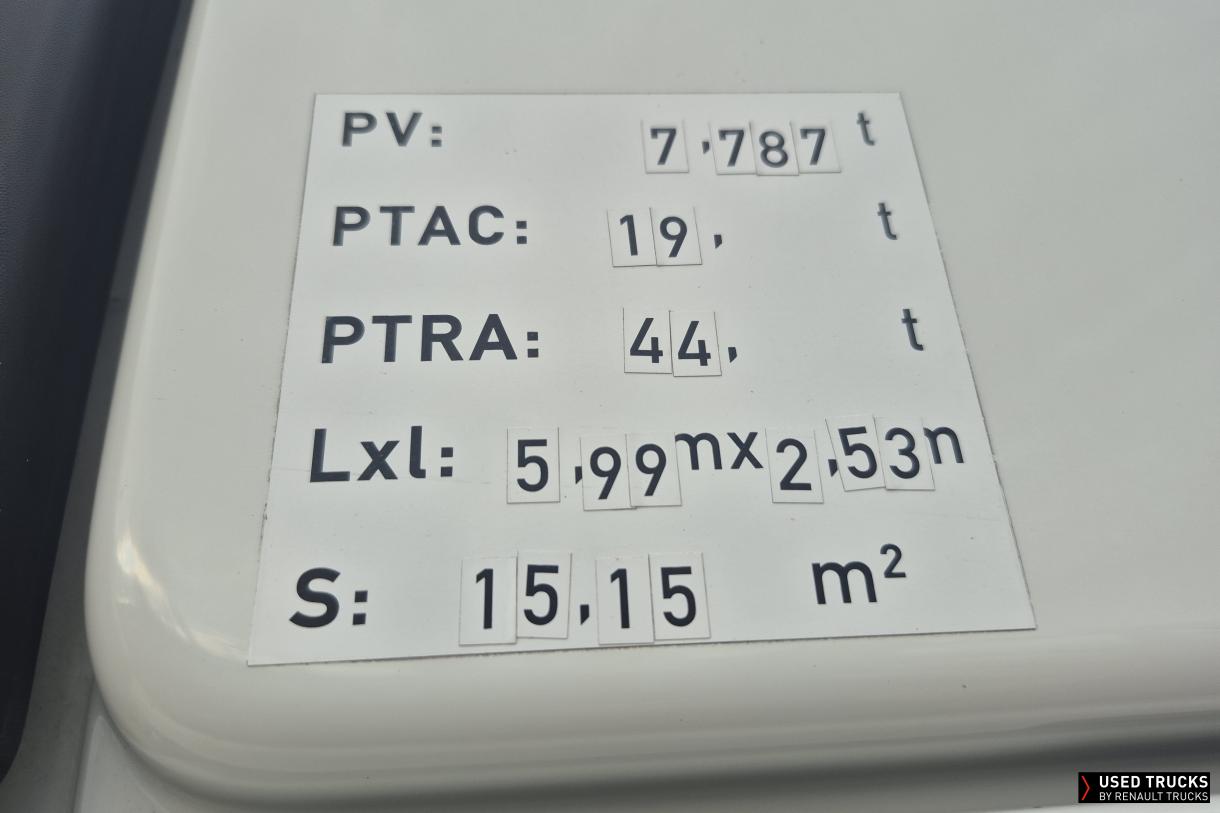 PV: 7,787 t
PTAC: 19, t
PTRA: 44, t
Lxl: 5,99mx2,53n
S: 15,15 m²
USED TRUCKS
BY RENAULT TRUCKS